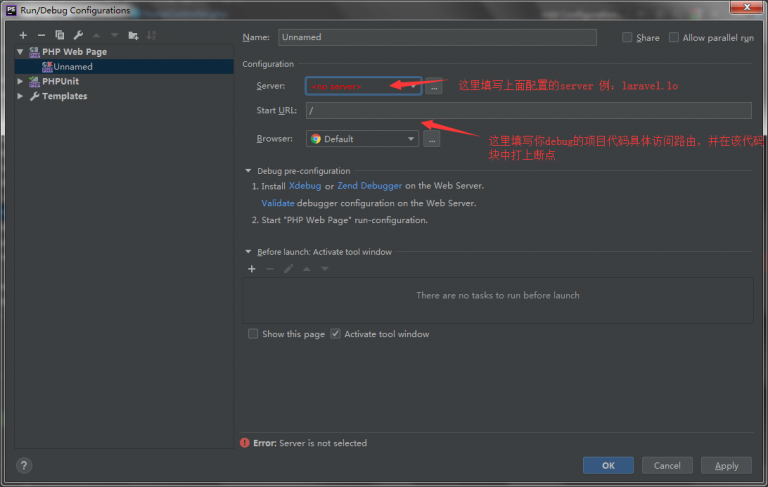 PS Run/Debug Configurations
Name: Unnamed
Share
Allow parallel run
PHP Web Page
Unnamed
PHPUnit
Templates
Configuration
Server: <no server> ... 这里填写上面配置的server 例：laravel.lo
Start URL: /
Browser: Default ... 这里填写你debug的项目代码具体访问路由，并在该代码
块中打上断点
Debug pre-configuration
1. Install Xdebug or Zend Debugger on the Web Server.
Validate debugger configuration on the Web Server.
2. Start "PHP Web Page" run-configuration.
Before launch: Activate tool window
There are no tasks to run before launch
Show this page
Activate tool window
Error: Server is not selected
?
OK
Cancel
Apply